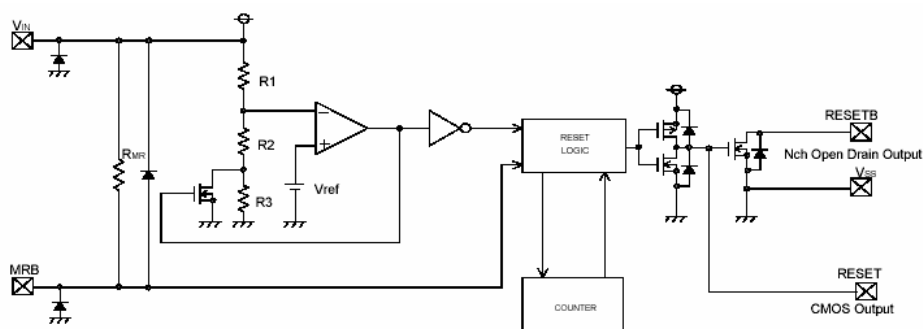 VIN
R1
RESETB
RMR
R2
RESET
LOGIC
Nch Open Drain Output
Vref
R3
VSS
MRB
RESET
COUNTER
CMOS Output